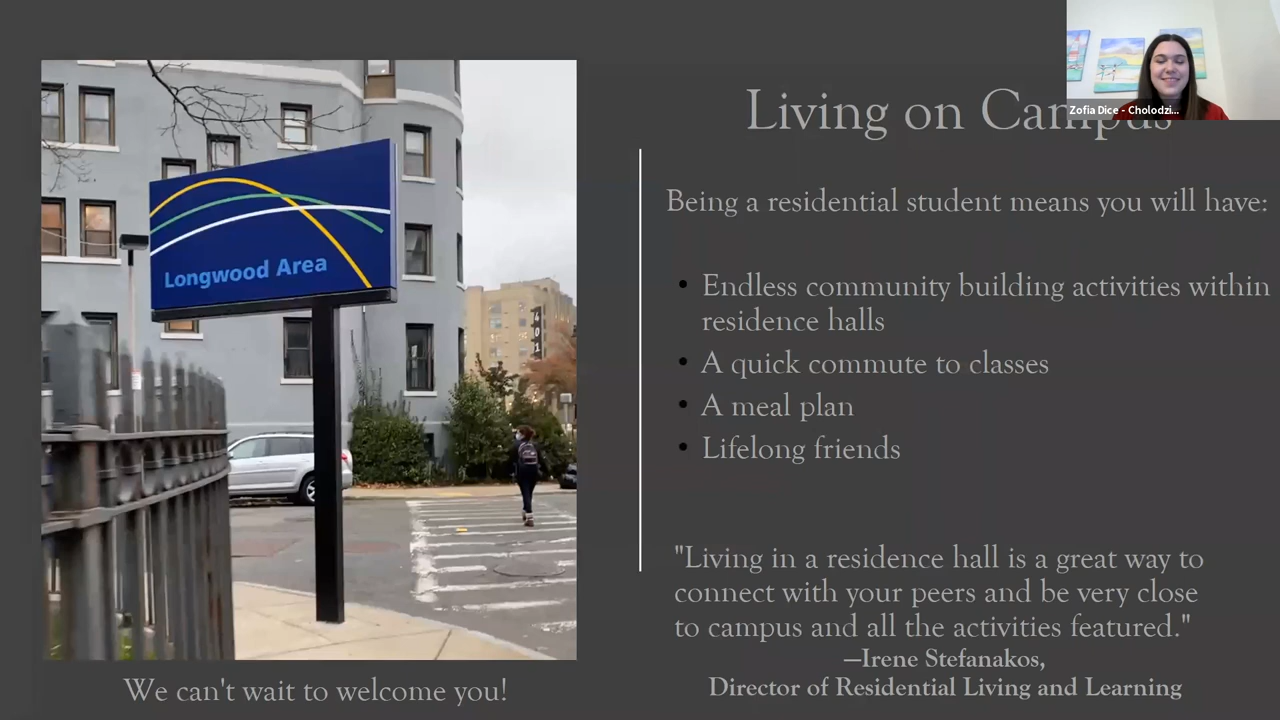 Zofia Dice - Cholodzi...
Living on Campus
Being a residential student means you will have:
Longwood Area
401
• Endless community building activities within
residence halls
• A quick commute to classes
• A meal plan
• Lifelong friends
"Living in a residence hall is a great way to
connect with your peers and be very close
to campus and all the activities featured."
—Irene Stefanakos,
Director of Residential Living and Learning
We can't wait to welcome you!